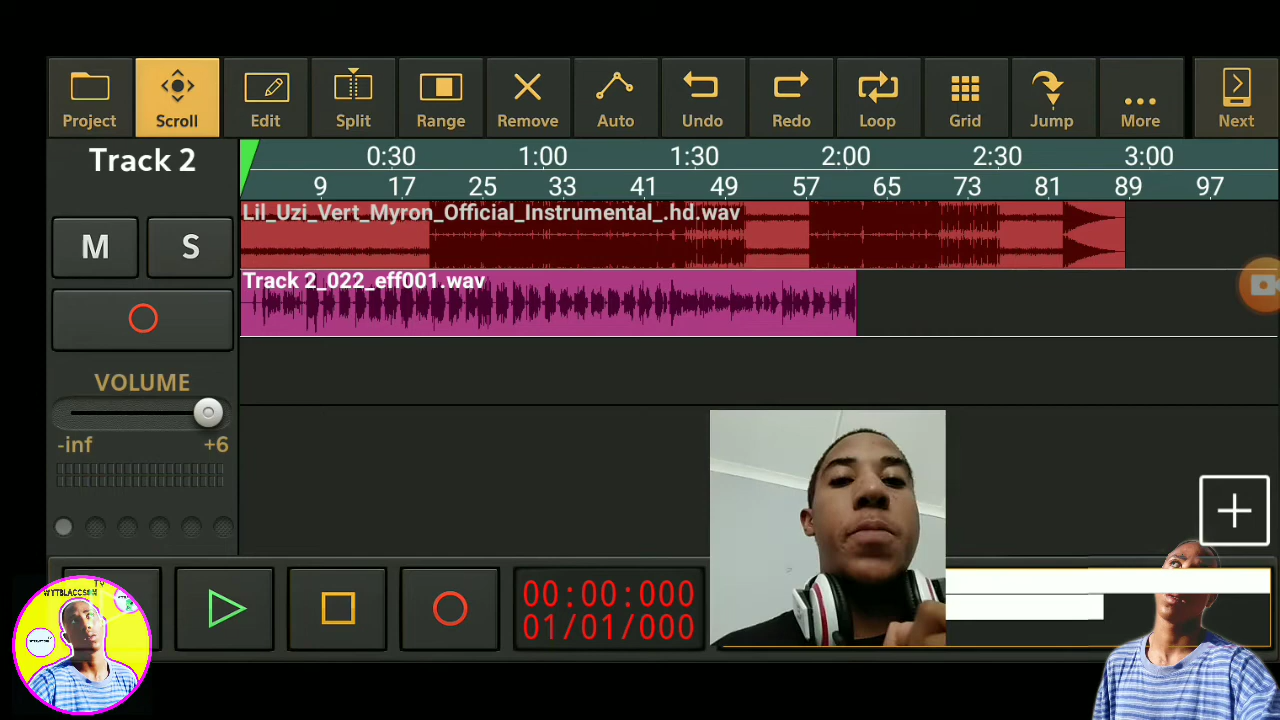 Project Scroll Edit Split Range Remove Auto Undo Redo Loop Grid Jump More Next
Track 2
0:30 1:00 1:30 2:00 2:30 3:00
9 17 25 33 41 49 57 65 73 81 89 97
Lil_Uzi_Vert_Myron_Official_Instrumental_.hd.wav
M S
Track 2_022_eff001.wav
VOLUME
-inf +6
00:00:000
01/01/000
TV